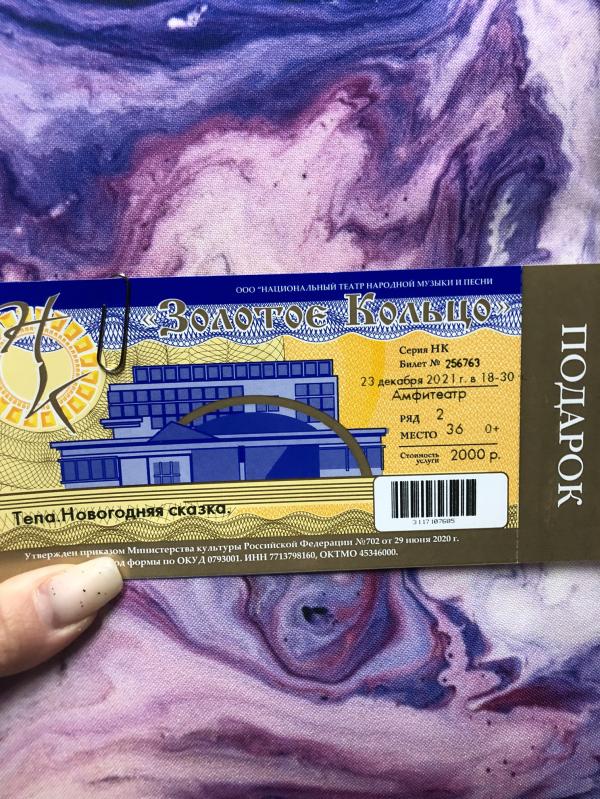 ООО "НАЦИОНАЛЬНЫЙ ТЕАТР НАРОДНОЙ МУЗЫКИ И ПЕСНИ
«Золотое Кольцо»
Серия НК
Билет № 256763
23 декабря 2021 г. в 18-30
Амфитеатр
РЯД 2
МЕСТО 36 0+
Стоимость услуги 2000 р.
3117107605
Тепа.Новогодняя сказка.
Утвержден приказом Министерства культуры Российской Федерации №702 от 29 июня 2020 г.
од формы по ОКУД 0793001. ИНН 7713798160, ОКТМО 45346000.
ПОДАРОК